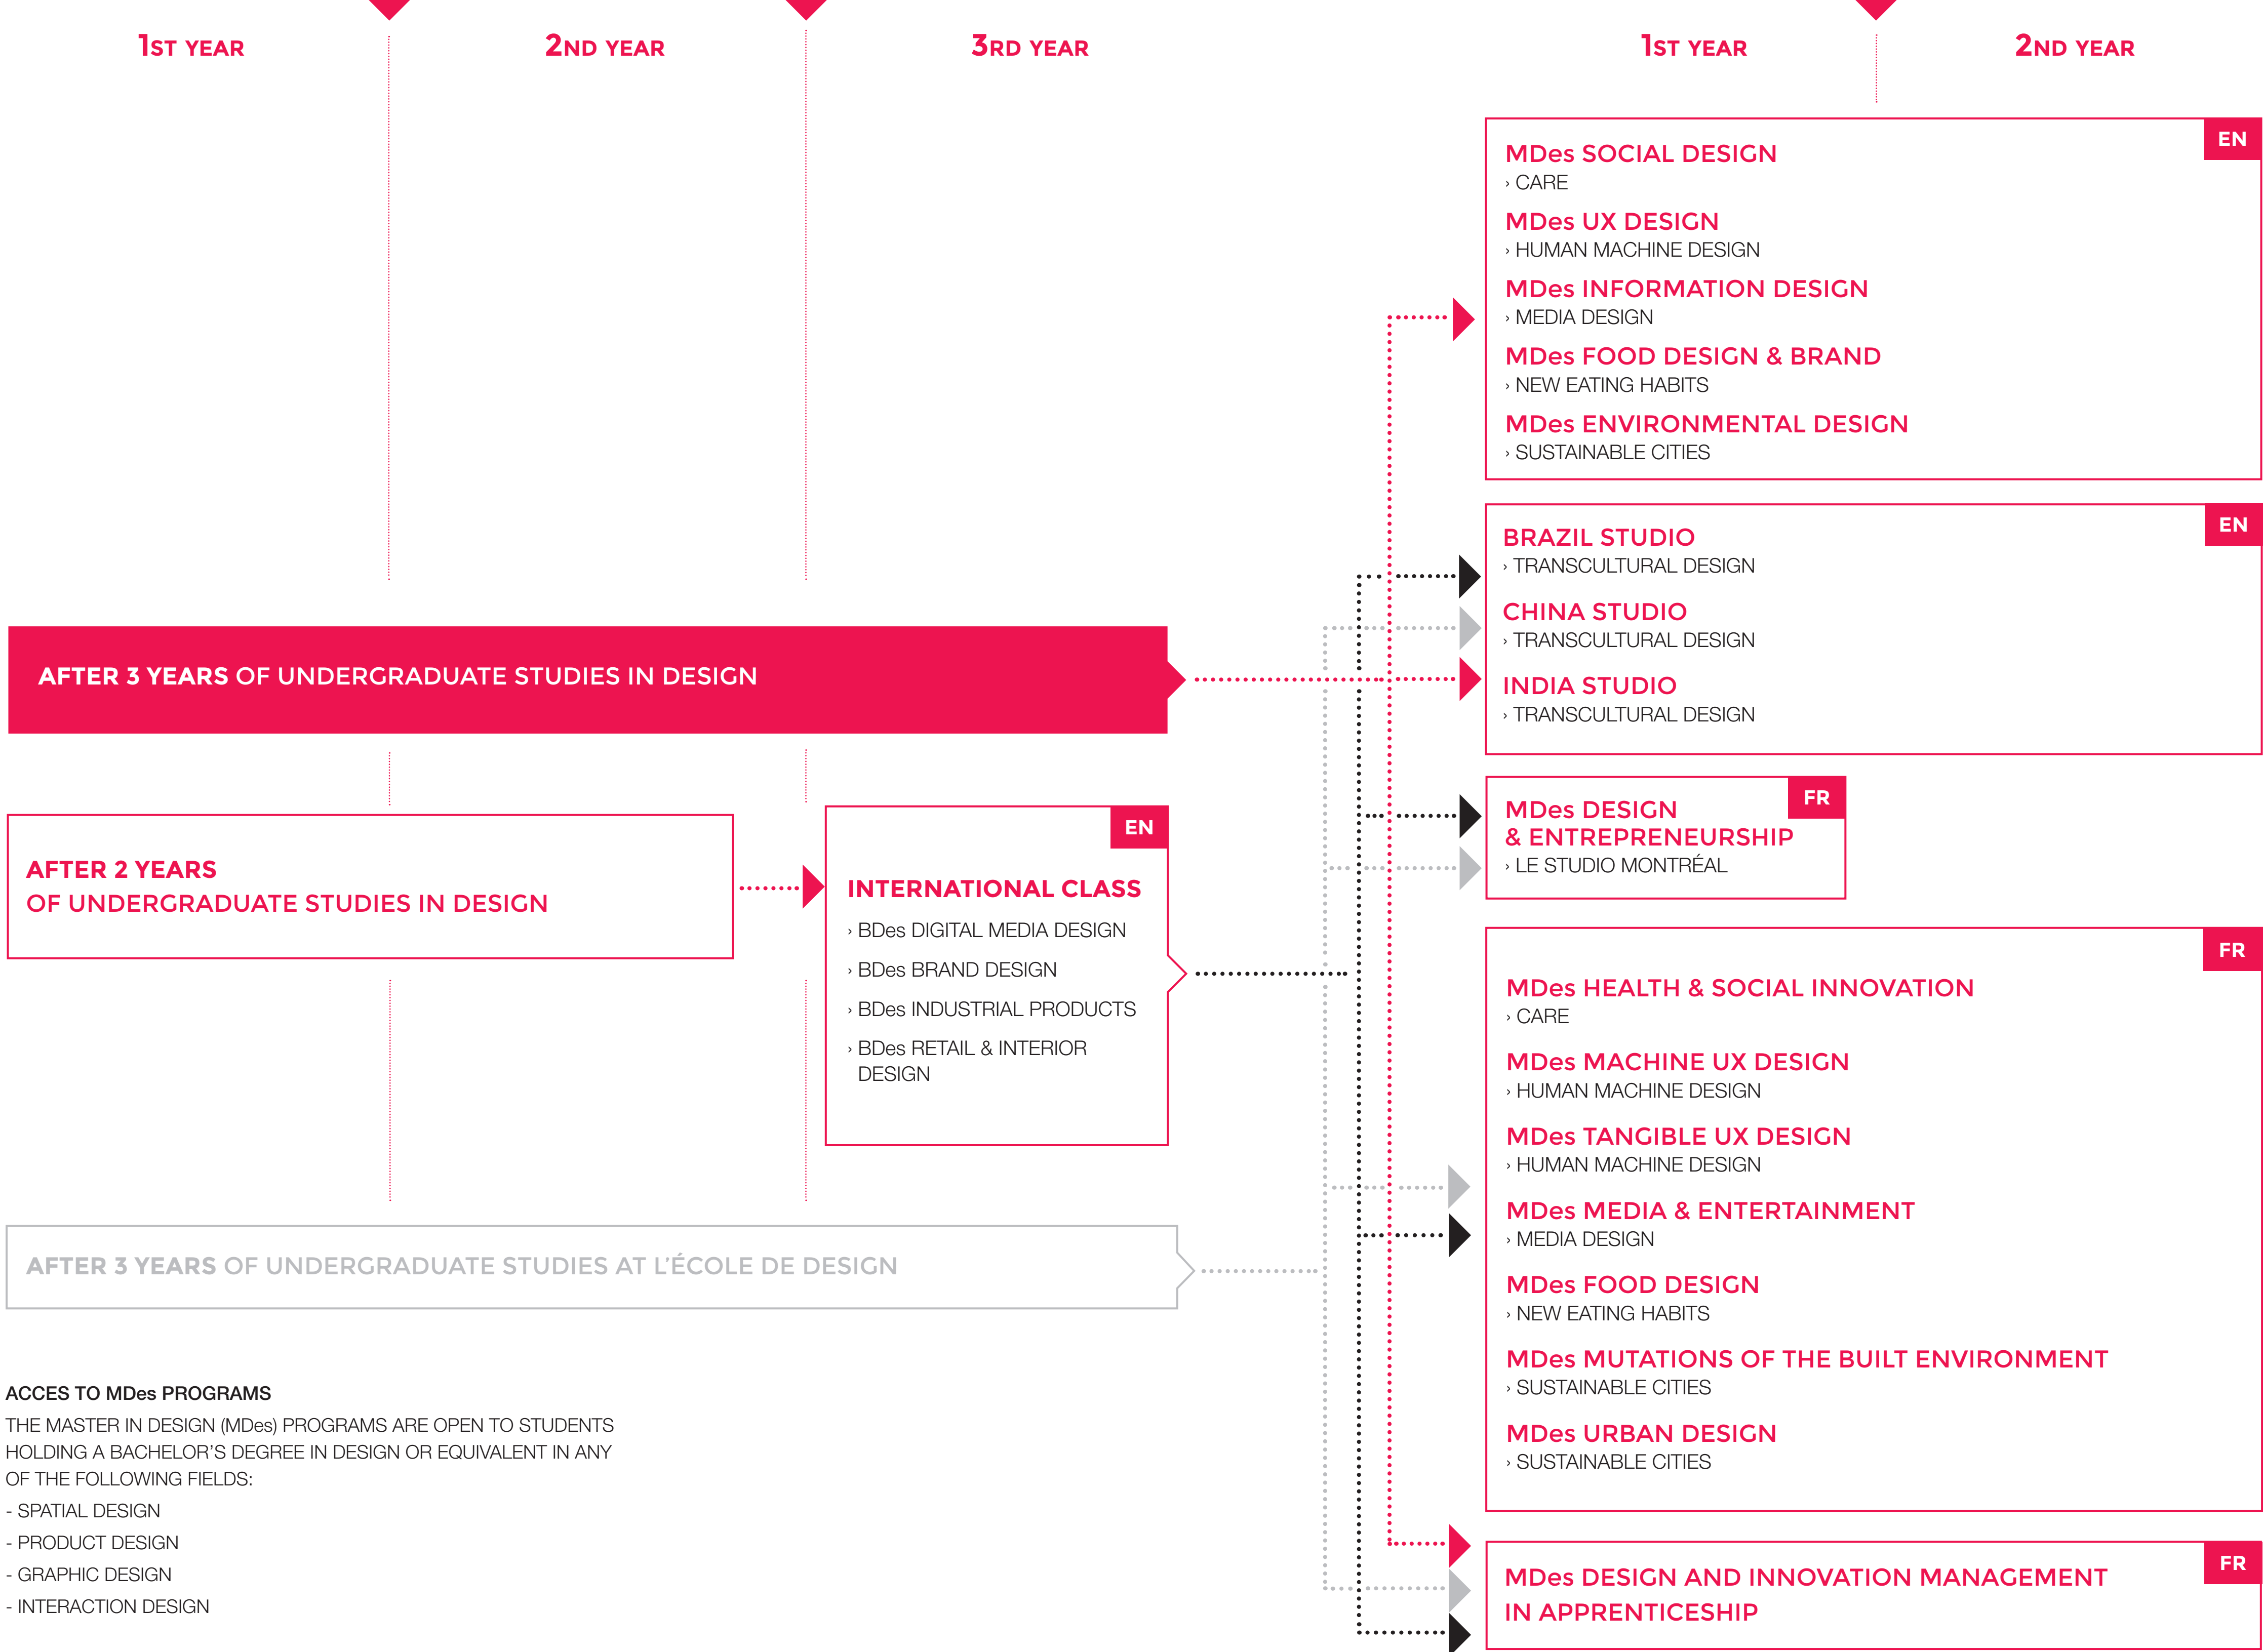 1ST YEAR
2ND YEAR
3RD YEAR
1ST YEAR
2ND YEAR
AFTER 3 YEARS OF UNDERGRADUATE STUDIES IN DESIGN
AFTER 2 YEARS
OF UNDERGRADUATE STUDIES IN DESIGN
EN
INTERNATIONAL CLASS
› BDes DIGITAL MEDIA DESIGN
› BDes BRAND DESIGN
› BDes INDUSTRIAL PRODUCTS
› BDes RETAIL & INTERIOR
DESIGN
AFTER 3 YEARS OF UNDERGRADUATE STUDIES AT L'ÉCOLE DE DESIGN
ACCES TO MDes PROGRAMS
THE MASTER IN DESIGN (MDes) PROGRAMS ARE OPEN TO STUDENTS
HOLDING A BACHELOR'S DEGREE IN DESIGN OR EQUIVALENT IN ANY
OF THE FOLLOWING FIELDS:
- SPATIAL DESIGN
- PRODUCT DESIGN
- GRAPHIC DESIGN
- INTERACTION DESIGN
EN
MDes SOCIAL DESIGN
› CARE
MDes UX DESIGN
› HUMAN MACHINE DESIGN
MDes INFORMATION DESIGN
› MEDIA DESIGN
MDes FOOD DESIGN & BRAND
› NEW EATING HABITS
MDes ENVIRONMENTAL DESIGN
› SUSTAINABLE CITIES
EN
BRAZIL STUDIO
› TRANSCULTURAL DESIGN
CHINA STUDIO
› TRANSCULTURAL DESIGN
INDIA STUDIO
› TRANSCULTURAL DESIGN
FR
MDes DESIGN
& ENTREPRENEURSHIP
› LE STUDIO MONTRÉAL
FR
MDes HEALTH & SOCIAL INNOVATION
› CARE
MDes MACHINE UX DESIGN
› HUMAN MACHINE DESIGN
MDes TANGIBLE UX DESIGN
› HUMAN MACHINE DESIGN
MDes MEDIA & ENTERTAINMENT
› MEDIA DESIGN
MDes FOOD DESIGN
› NEW EATING HABITS
MDes MUTATIONS OF THE BUILT ENVIRONMENT
› SUSTAINABLE CITIES
MDes URBAN DESIGN
› SUSTAINABLE CITIES
FR
MDes DESIGN AND INNOVATION MANAGEMENT
IN APPRENTICESHIP